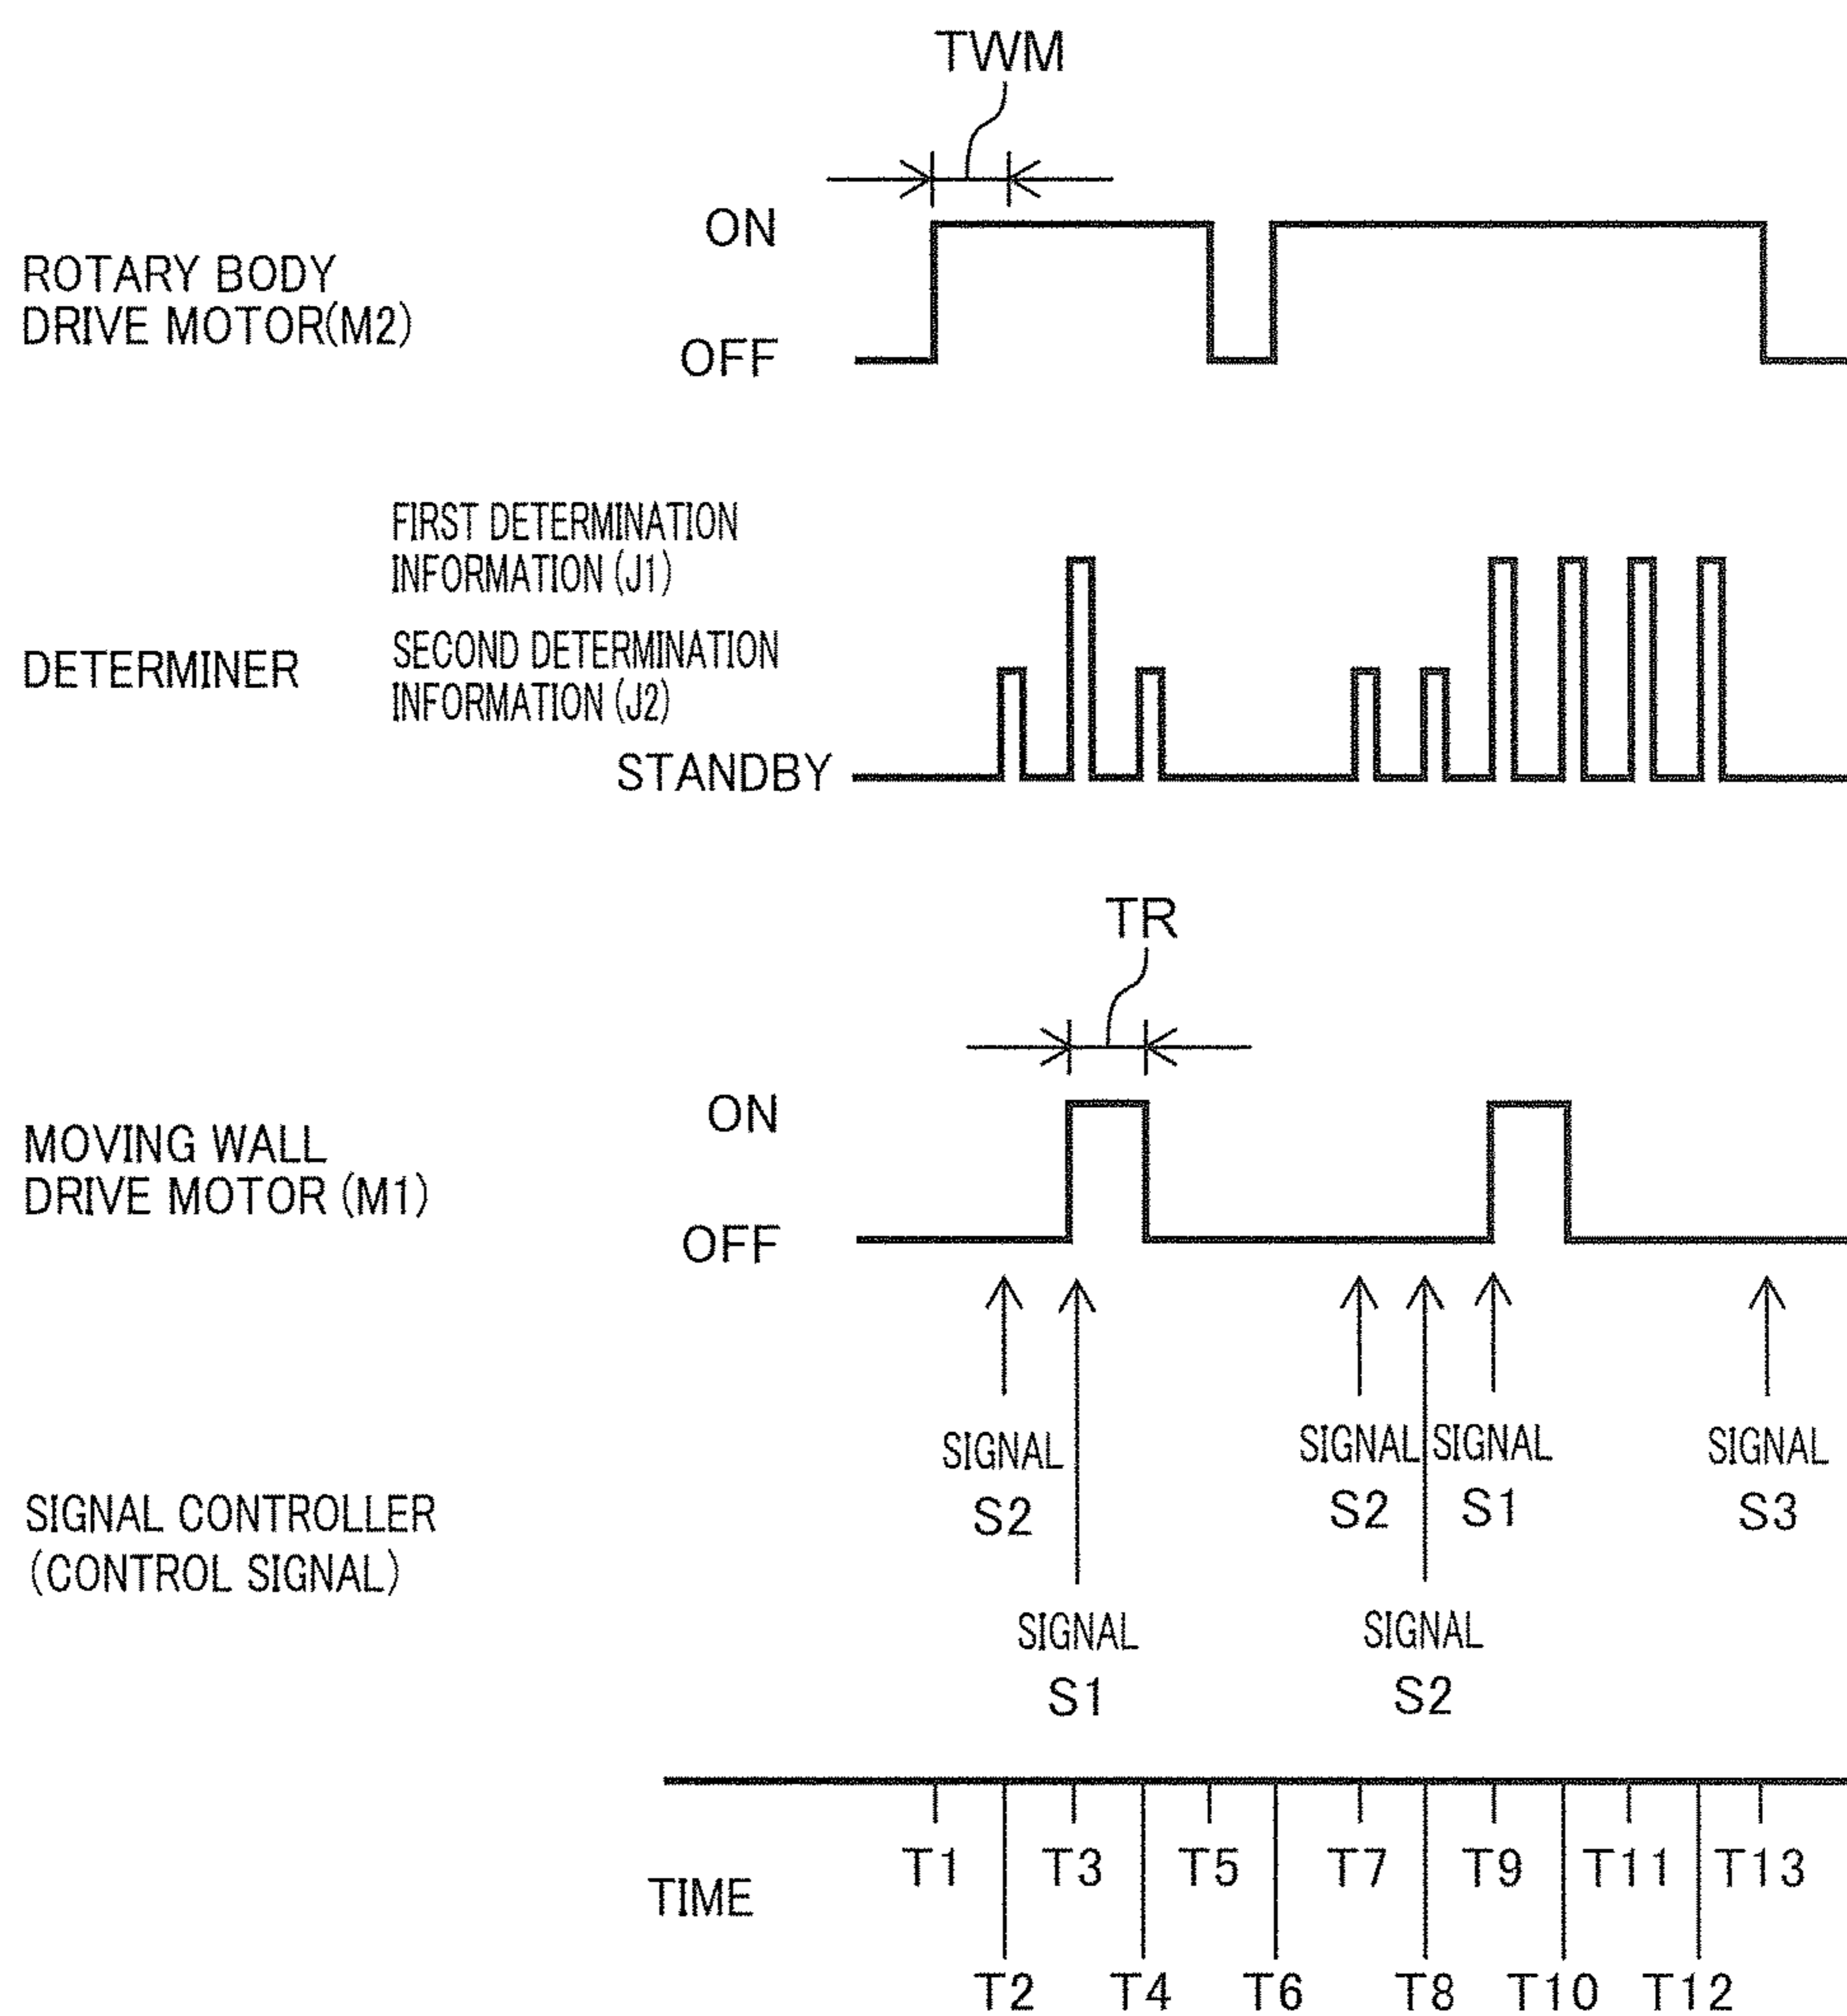 TWM
ON
ROTARY BODY
DRIVE MOTOR(M2)
OFF
FIRST DETERMINATION
INFORMATION (J1)
DETERMINER
SECOND DETERMINATION
INFORMATION (J2)
STANDBY
TR
ON
MOVING WALL
DRIVE MOTOR (M1)
OFF
SIGNAL
S2
SIGNAL
S2
SIGNAL
S1
SIGNAL
S3
SIGNAL CONTROLLER
(CONTROL SIGNAL)
SIGNAL
S1
SIGNAL
S2
TIME
T1 T3 T5 T7 T9 T11 T13
T2 T4 T6 T8 T10 T12